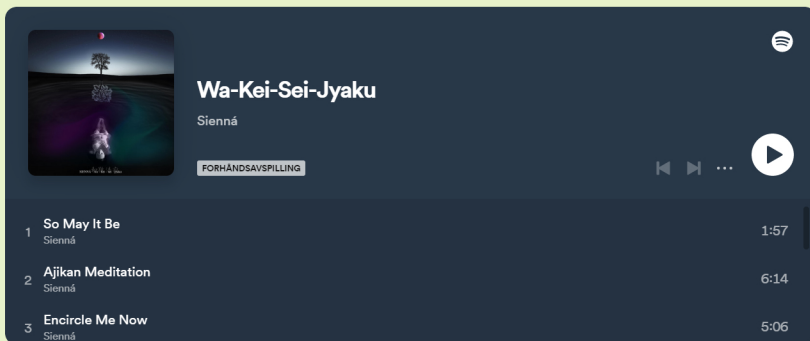 Wa-Kei-Sei-Jyaku
Sienná
FORHÅNDSAVSPILLING
1 So May It Be 1:57
Sienná
2 Ajikan Meditation 6:14
Sienná
3 Encircle Me Now 5:06
Sienná